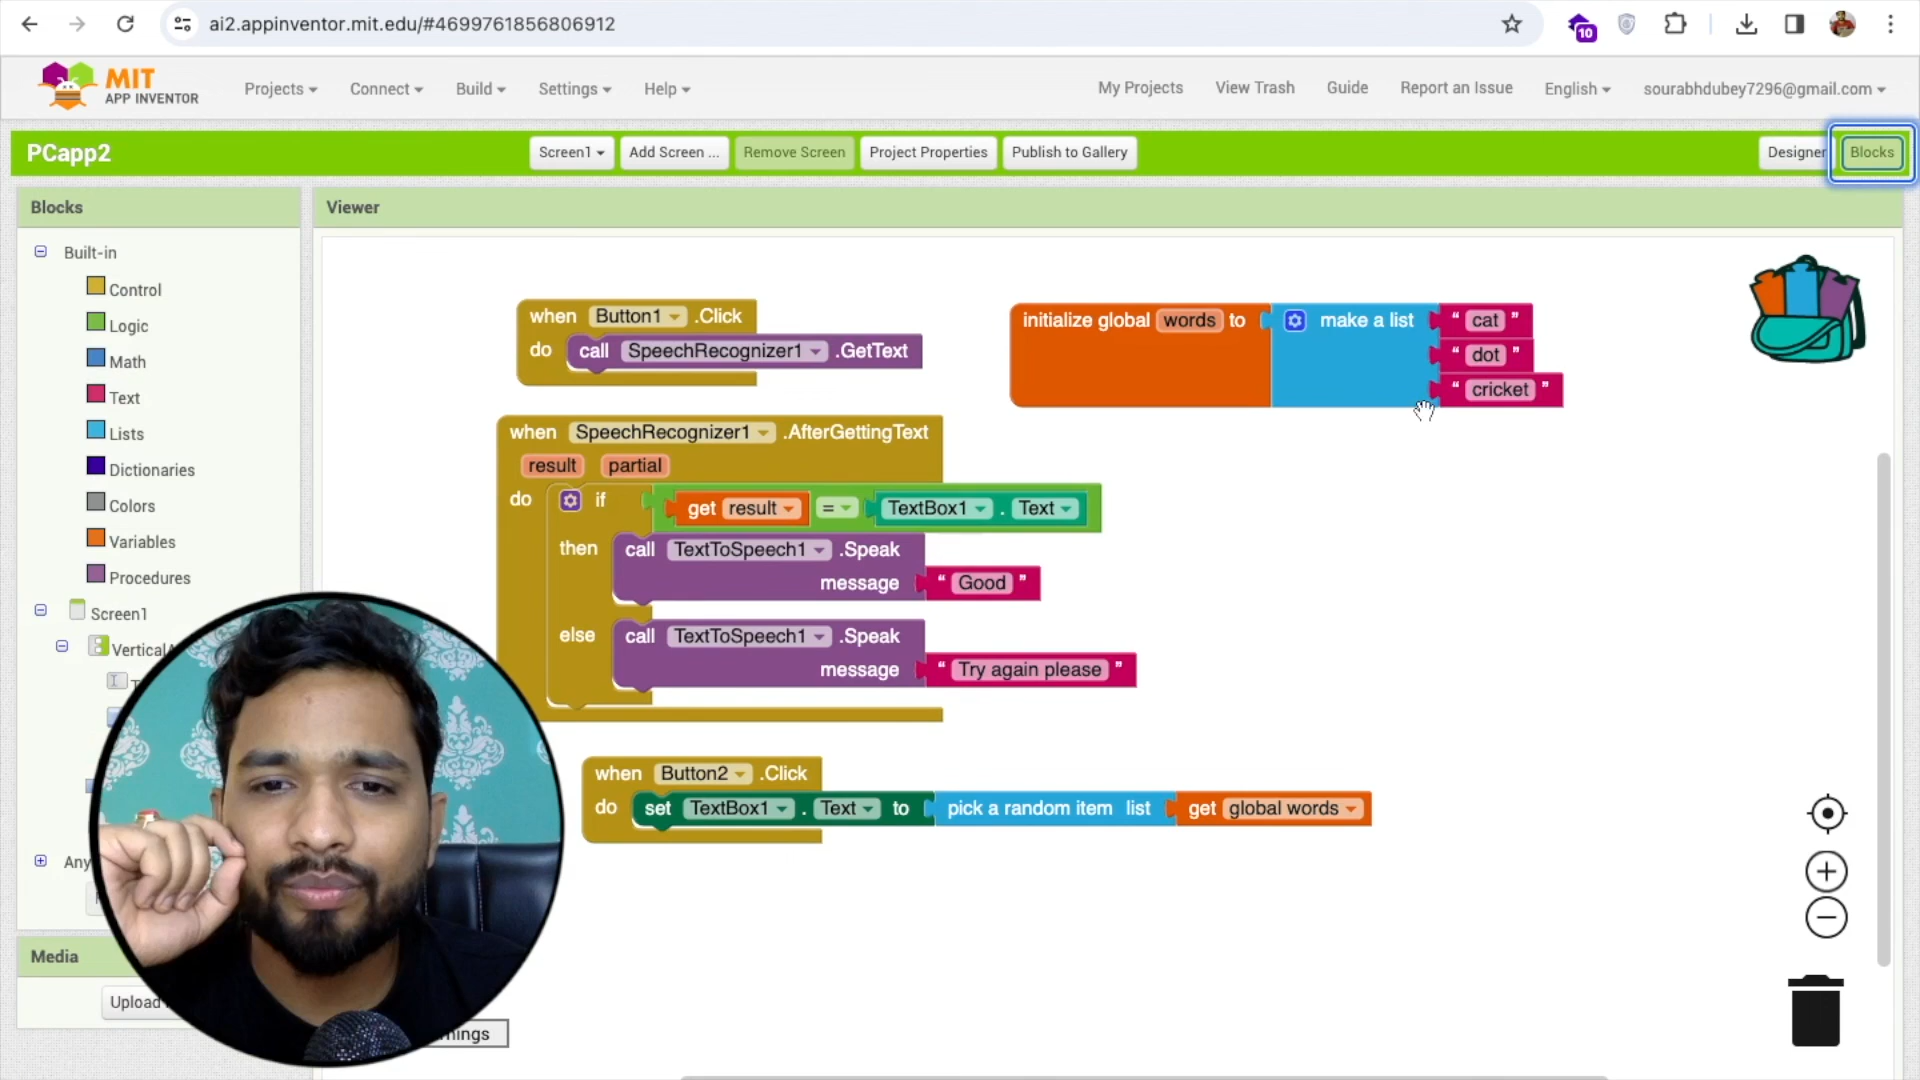 ai2.appinventor.mit.edu/#4699761856806912
10
MIT
APP INVENTOR
Projects
Connect
Build
Settings
Help
My Projects
View Trash
Guide
Report an Issue
English
sourabhdubey7296@gmail.com
PCapp2
Screen1
Add Screen ...
Remove Screen
Project Properties
Publish to Gallery
Designer
Blocks
Blocks
Viewer
Built-in
Control
Logic
Math
Text
Lists
Dictionaries
Colors
Variables
Procedures
Screen1
Media
when Button1 .Click
do call SpeechRecognizer1 .GetText
initialize global words to make a list “ cat ”
“ dot ”
“ cricket ”
when SpeechRecognizer1 .AfterGettingText
result partial
do if get result = TextBox1 . Text
then call TextToSpeech1 .Speak
message “ Good ”
else call TextToSpeech1 .Speak
message “ Try again please ”
when Button2 .Click
do set TextBox1 . Text to pick a random item list get global words
Upload